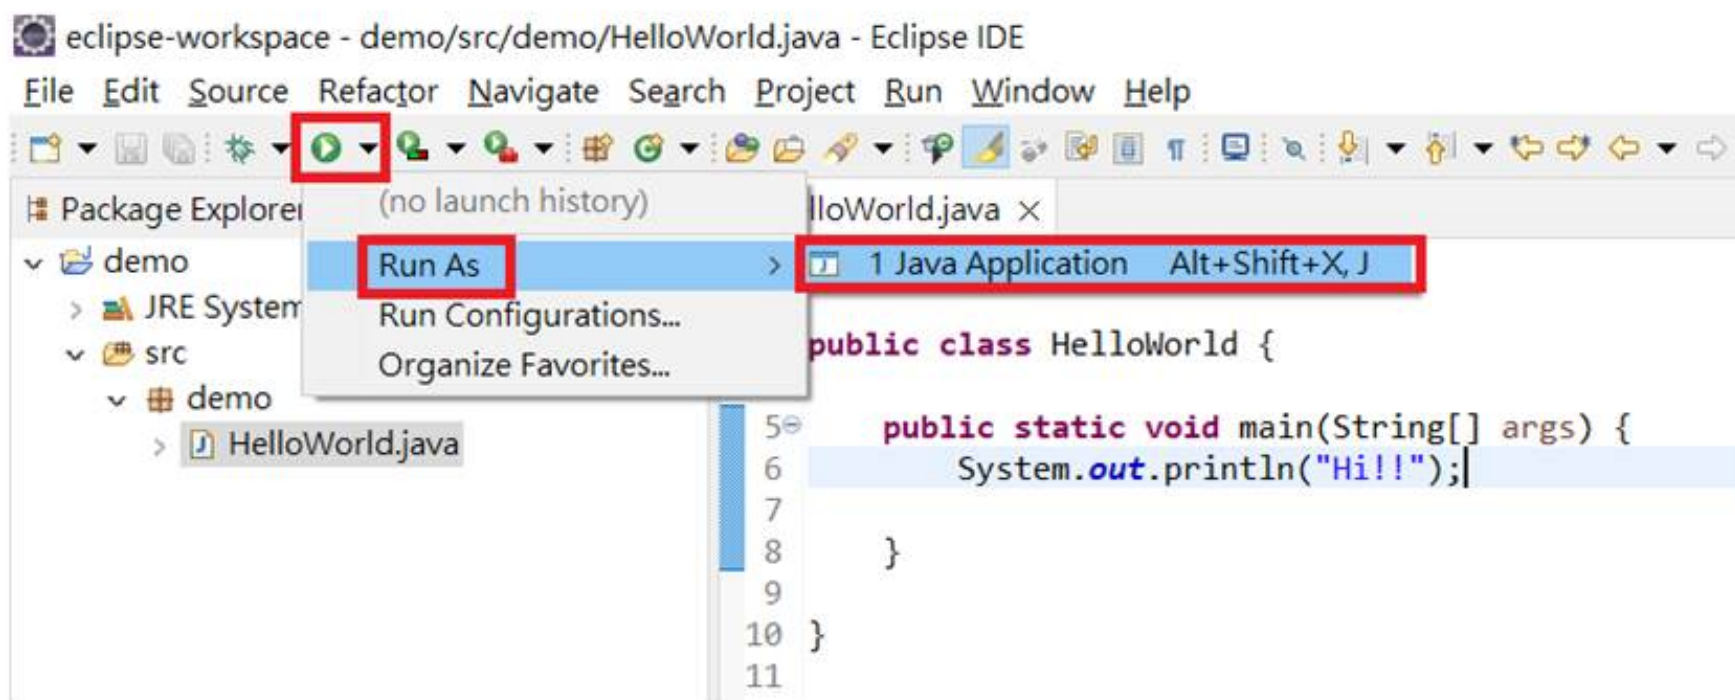 eclipse-workspace - demo/src/demo/HelloWorld.java - Eclipse IDE
File Edit Source Refactor Navigate Search Project Run Window Help
Package Explorer
lloWorld.java
(no launch history)
demo
Run As
1 Java Application Alt+Shift+X, J
JRE System
Run Configurations...
public class HelloWorld {
src
Organize Favorites...
demo
5 public static void main(String[] args) {
HelloWorld.java
6 System.out.println("Hi!!");
7
8 }
9
10 }
11